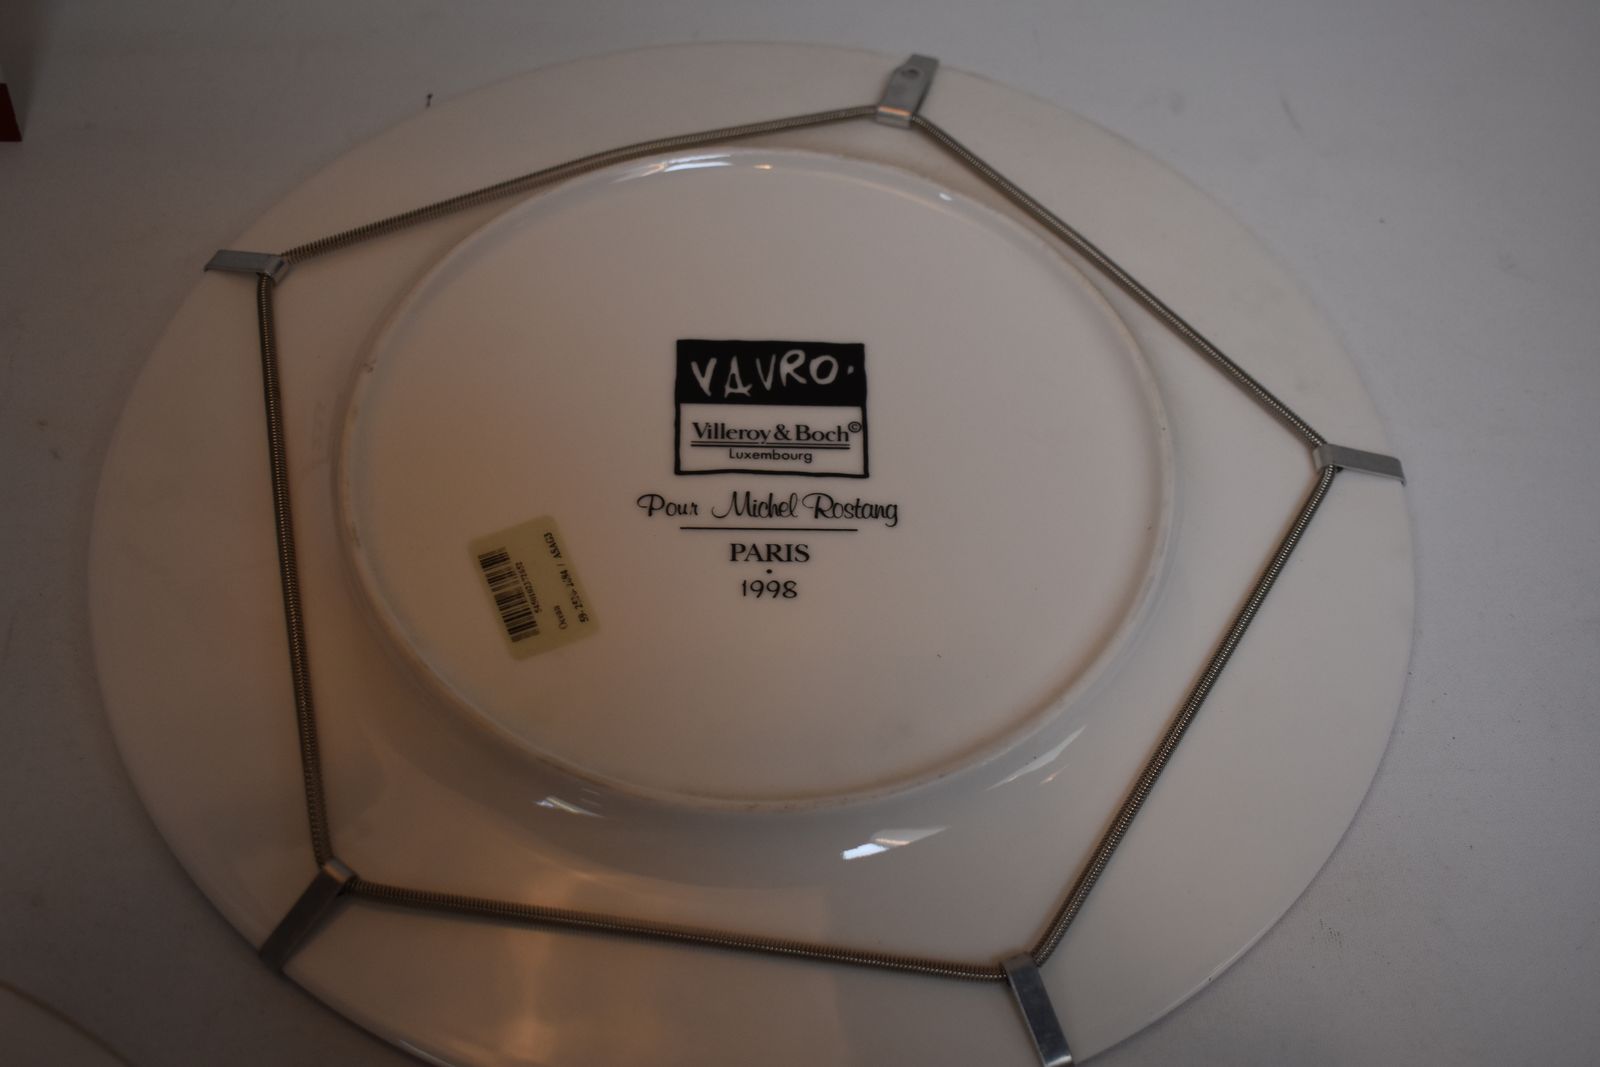 VAVRO.
Villeroy & Boch©
Luxembourg
Pour Michel Rostang
PARIS
1998